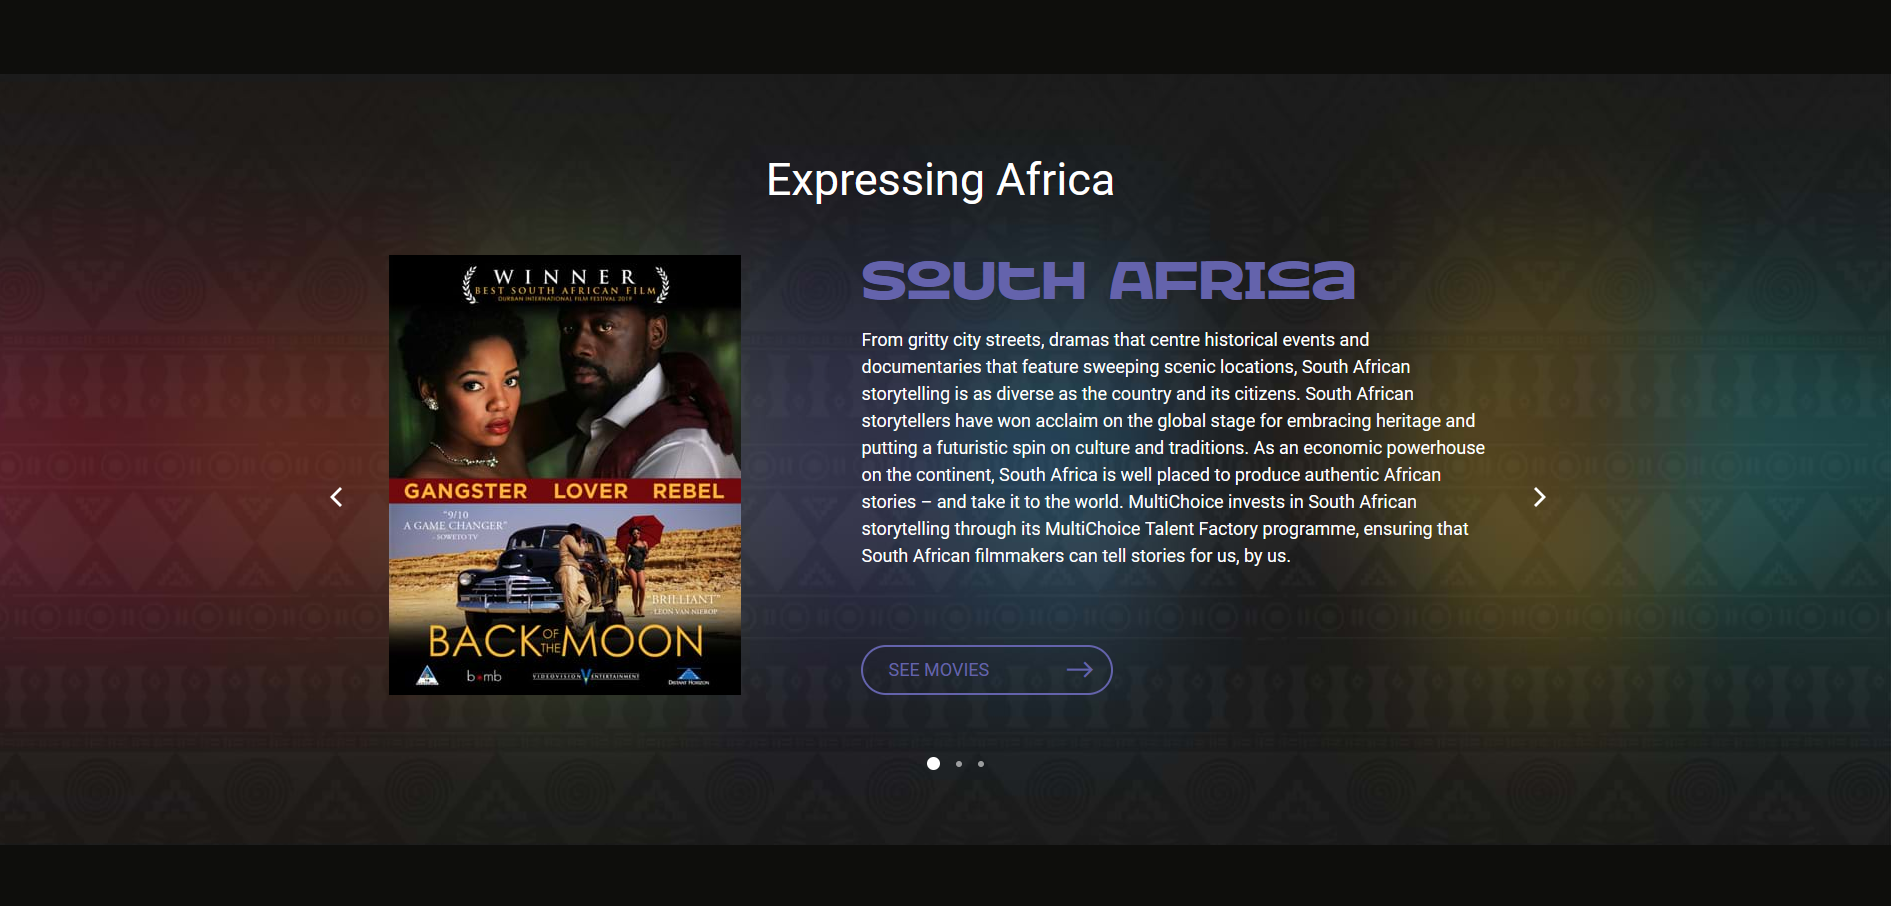 Expressing Africa
WINNER
BEST SOUTH AFRICAN FILM
DURBAN INTERNATIONAL FILM FESTIVAL 2019
GANGSTER LOVER REBEL
"9/10
A GAME CHANGER"
- SOWETO TV
"BRILLIANT"
- LEON VAN NIEROP
BACK OF THE MOON
bomb
VIDEOVISION ENTERTAINMENT
DISTANT HORIZON
SOUTH AFRICA
From gritty city streets, dramas that centre historical events and
documentaries that feature sweeping scenic locations, South African
storytelling is as diverse as the country and its citizens. South African
storytellers have won acclaim on the global stage for embracing heritage and
putting a futuristic spin on culture and traditions. As an economic powerhouse
on the continent, South Africa is well placed to produce authentic African
stories – and take it to the world. MultiChoice invests in South African
storytelling through its MultiChoice Talent Factory programme, ensuring that
South African filmmakers can tell stories for us, by us.
SEE MOVIES